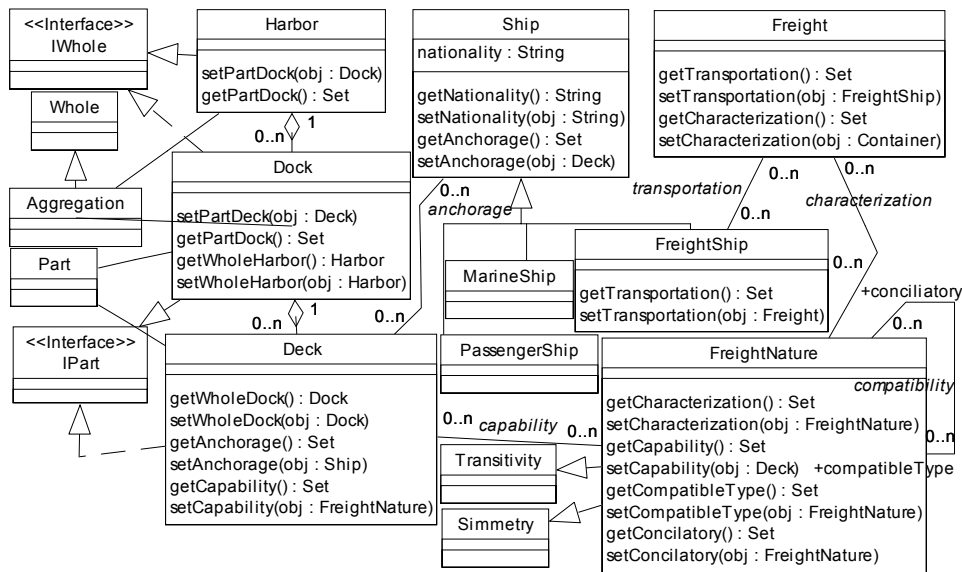 <<Interface>>
IWhole
Harbor
setPartDock(obj : Dock)
getPartDock() : Set
Ship
nationality : String
getNationality() : String
setNationality(obj : String)
getAnchorage() : Set
setAnchorage(obj : Deck)
Freight
getTransportation() : Set
setTransportation(obj : FreightShip)
getCharacterization() : Set
setCharacterization(obj : Container)
Whole
1
0..n
Dock
setPartDeck(obj : Deck)
getPartDock() : Set
getWholeHarbor() : Harbor
setWholeHarbor(obj : Harbor)
Aggregation
Part
0..n
anchorage
0..n
0..n
transportation
0..n
0..n
characterization
0..n
FreightShip
getTransportation() : Set
setTransportation(obj : Freight)
MarineShip
PassengerShip
1
0..n
0..n
<<Interface>>
IPart
Deck
getWholeDock() : Dock
setWholeDock(obj : Dock)
getAnchorage() : Set
setAnchorage(obj : Ship)
getCapability() : Set
setCapability(obj : FreightNature)
+conciliatory
0..n
FreightNature
compatibility
getCharacterization() : Set
setCharacterization(obj : FreightNature)
getCapability() : Set
setCapability(obj : Deck)
getCompatibleType() : Set
setCompatibleType(obj : FreightNature)
getConcilatory() : Set
setConcilatory(obj : FreightNature)
0..n
+compatibleType
0..n
capability
0..n
Transitivity
Simmetry